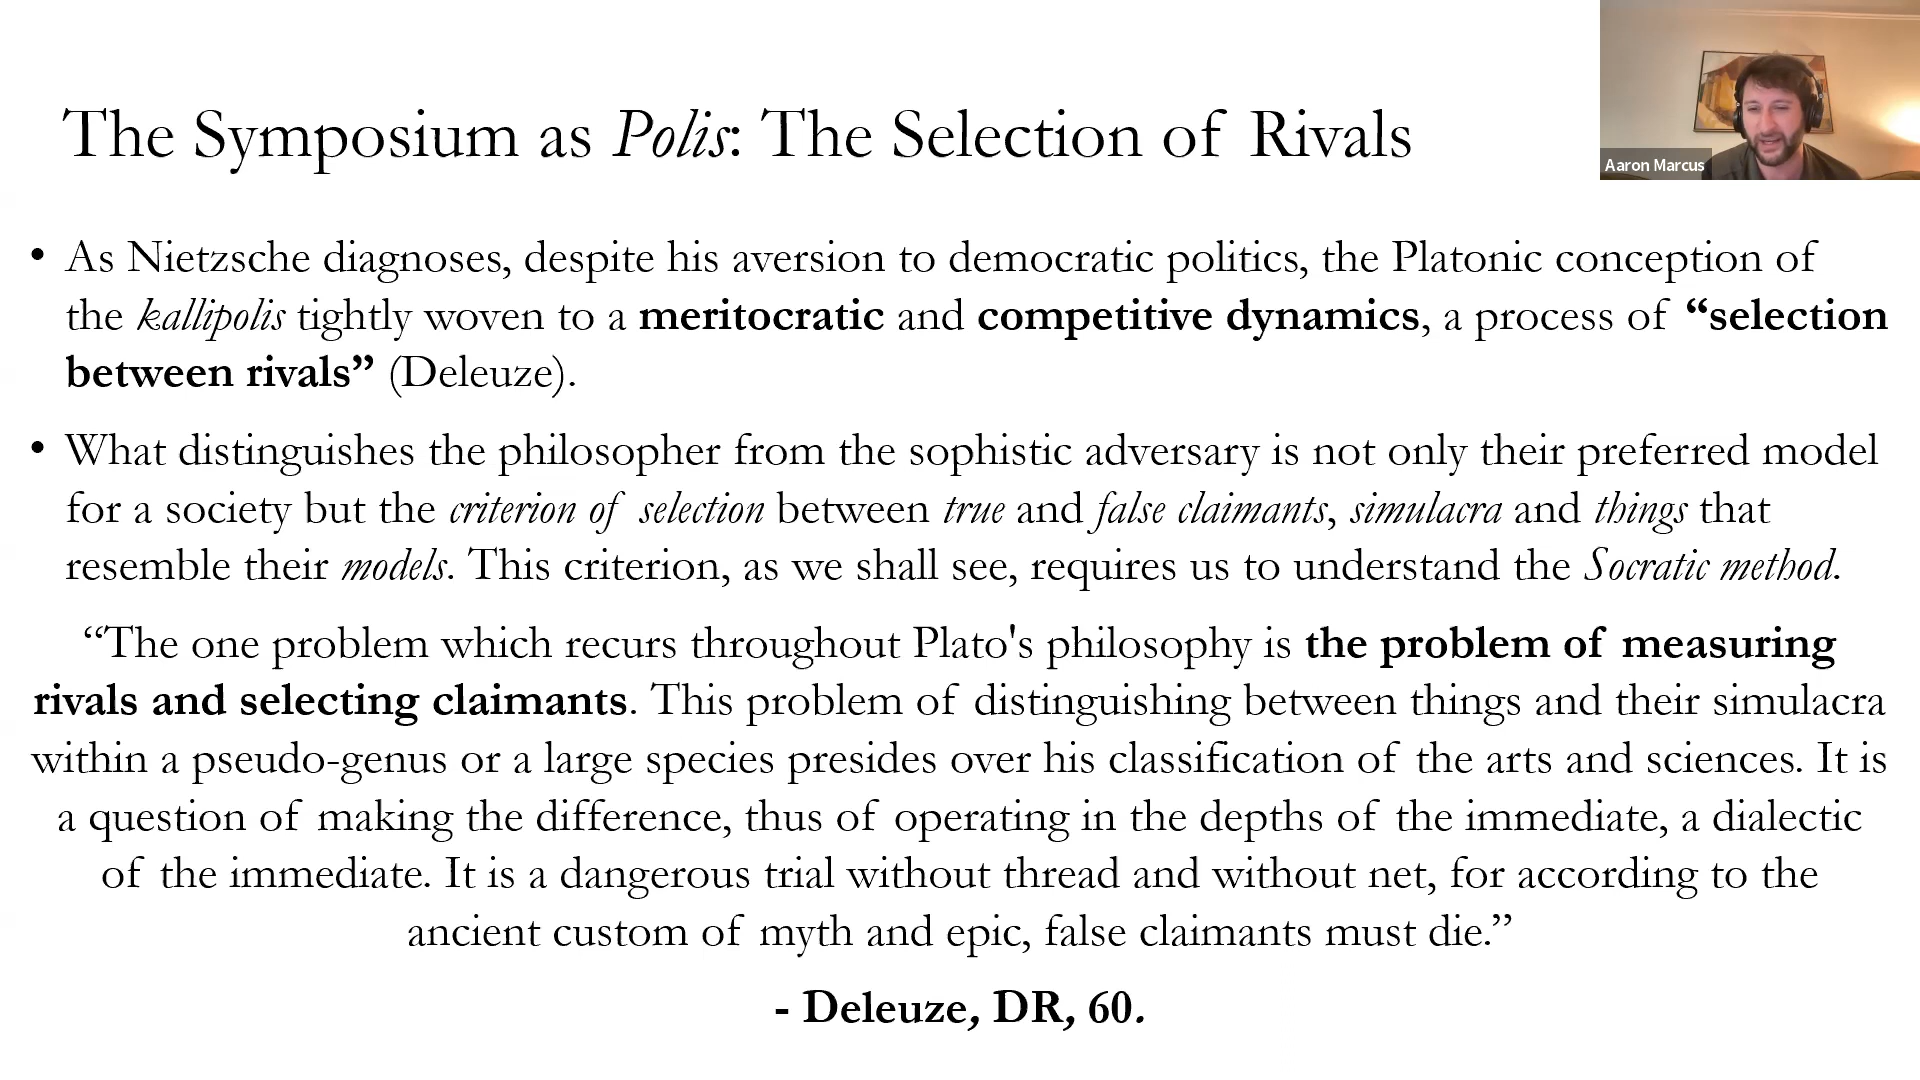 The Symposium as Polis: The Selection of Rivals
Aaron Marcus
• As Nietzsche diagnoses, despite his aversion to democratic politics, the Platonic conception of
the kallipolis tightly woven to a meritocratic and competitive dynamics, a process of “selection
between rivals” (Deleuze).
• What distinguishes the philosopher from the sophistic adversary is not only their preferred model
for a society but the criterion of selection between true and false claimants, simulacra and things that
resemble their models. This criterion, as we shall see, requires us to understand the Socratic method.
“The one problem which recurs throughout Plato's philosophy is the problem of measuring
rivals and selecting claimants. This problem of distinguishing between things and their simulacra
within a pseudo-genus or a large species presides over his classification of the arts and sciences. It is
a question of making the difference, thus of operating in the depths of the immediate, a dialectic
of the immediate. It is a dangerous trial without thread and without net, for according to the
ancient custom of myth and epic, false claimants must die.”
- Deleuze, DR, 60.